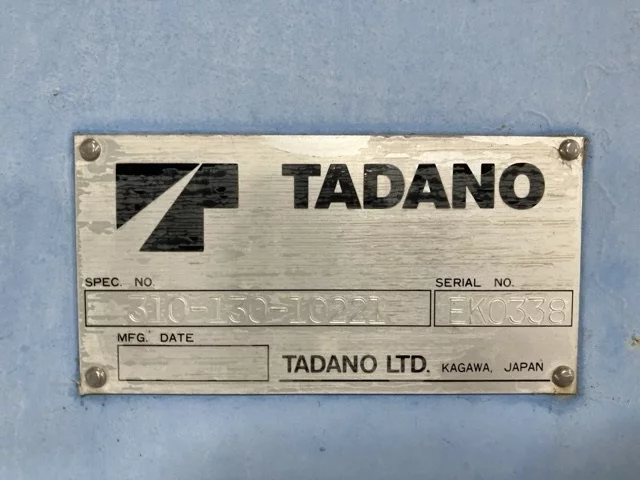 TADANO
SPEC. NO.
SERIAL NO.
310-130-10221
EK0338
MFG. DATE
TADANO LTD. KAGAWA, JAPAN